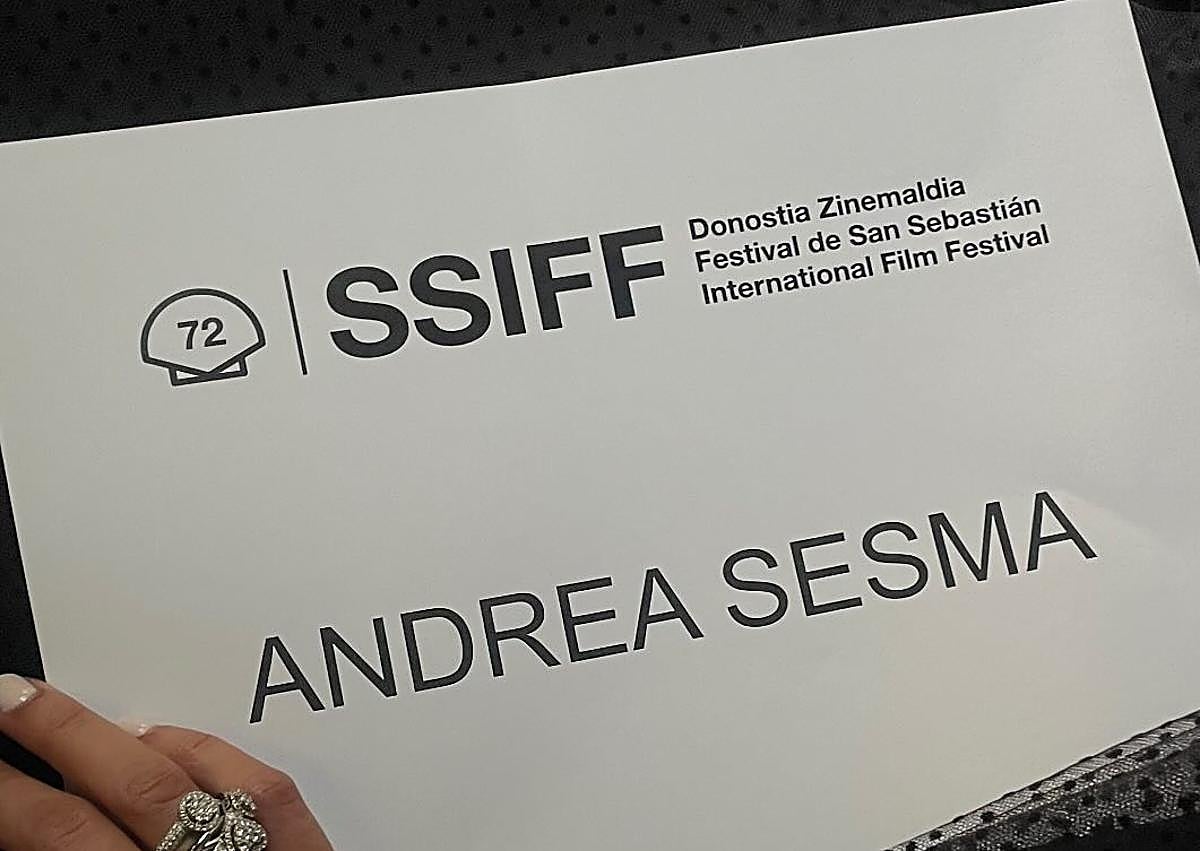 72
SSIFF
Donostia Zinemaldia
Festival de San Sebastián
International Film Festival
ANDREA SESMA